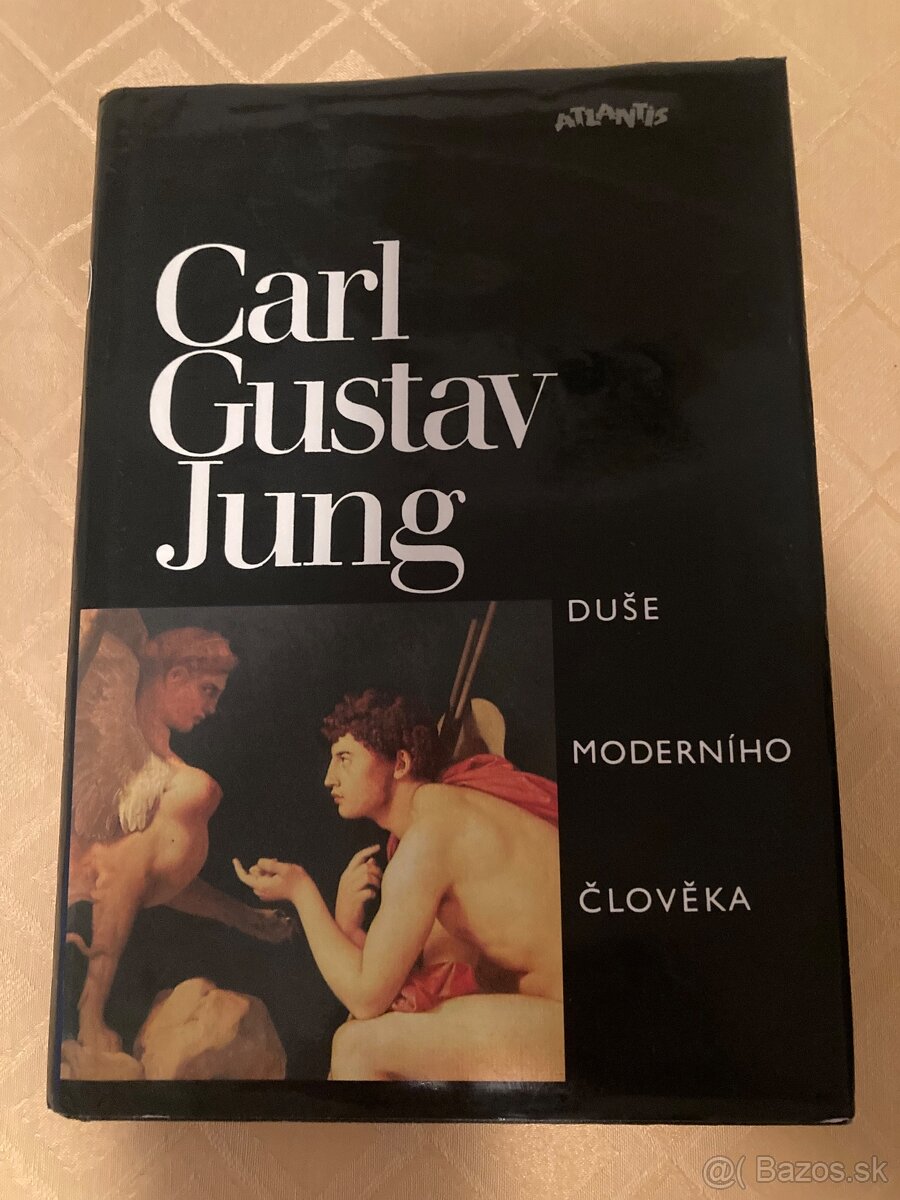 ATLANTIS
Carl
Gustav
Jung
DUŠE
MODERNÍHO
ČLOVĚKA
@( Bazos.sk